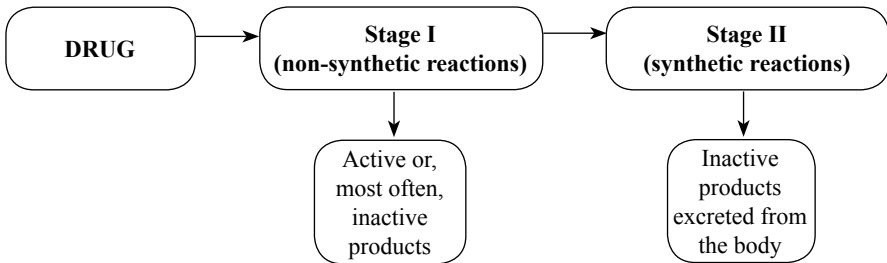 DRUG
Stage I
(non-synthetic reactions)
Stage II
(synthetic reactions)
Active or,
most often,
inactive
products
Inactive
products
excreted from
the body